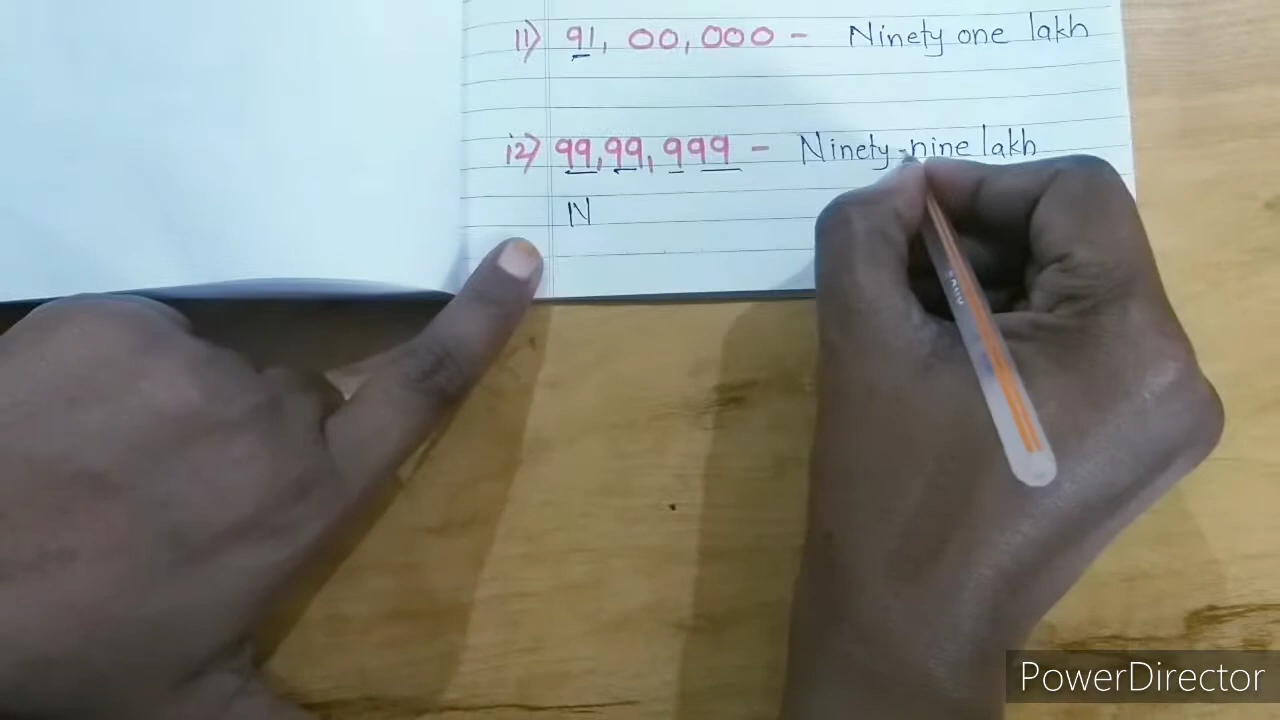 11) 91,00,000 - Ninety one lakh
12) 99,99,999 - Ninety-nine lakh
N
PowerDirector